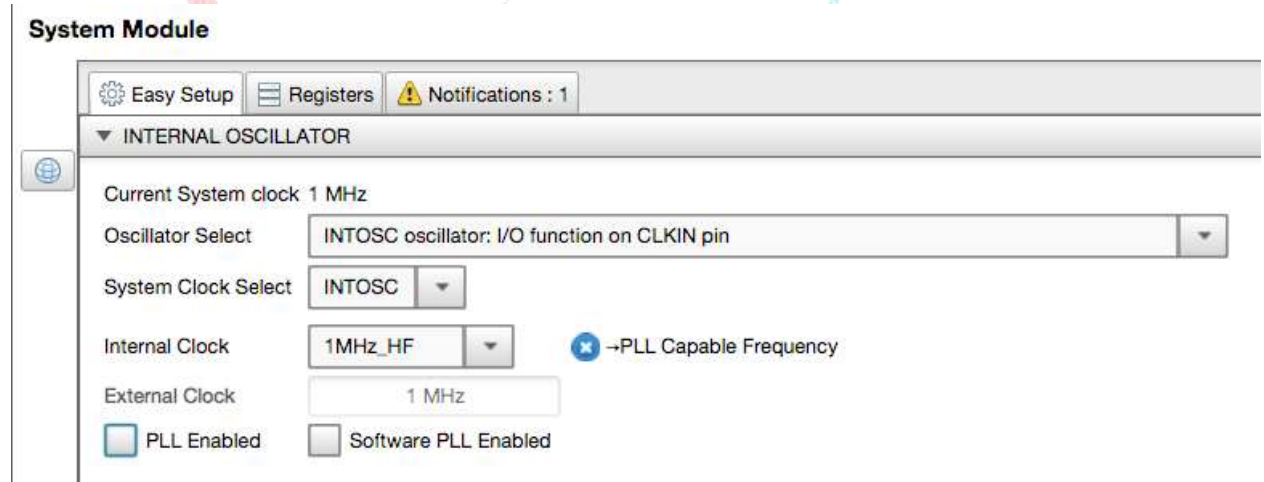 System Module
Easy Setup Registers Notifications : 1
INTERNAL OSCILLATOR
Current System clock 1 MHz
Oscillator Select INTOSC oscillator: I/O function on CLKIN pin
System Clock Select INTOSC
Internal Clock 1MHz_HF →PLL Capable Frequency
External Clock 1 MHz
PLL Enabled Software PLL Enabled